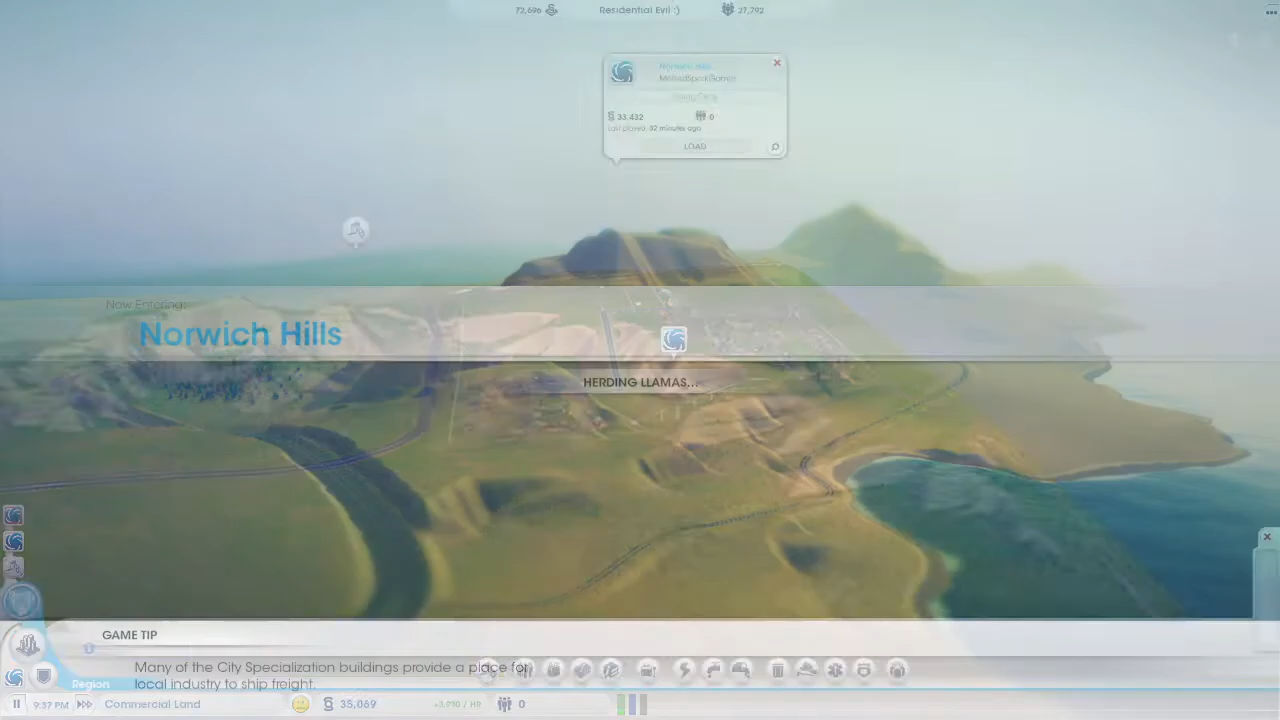 73,696
Residential Evil :)
27,792
Norwich Hills
33,432
0
Last played: 32 minutes ago
LOAD
Now Entering:
Norwich Hills
HERDING LLAMAS...
GAME TIP
Many of the City Specialization buildings provide a place for
local industry to ship freight.
Region
9:37 PM
Commercial Land
35,069
0